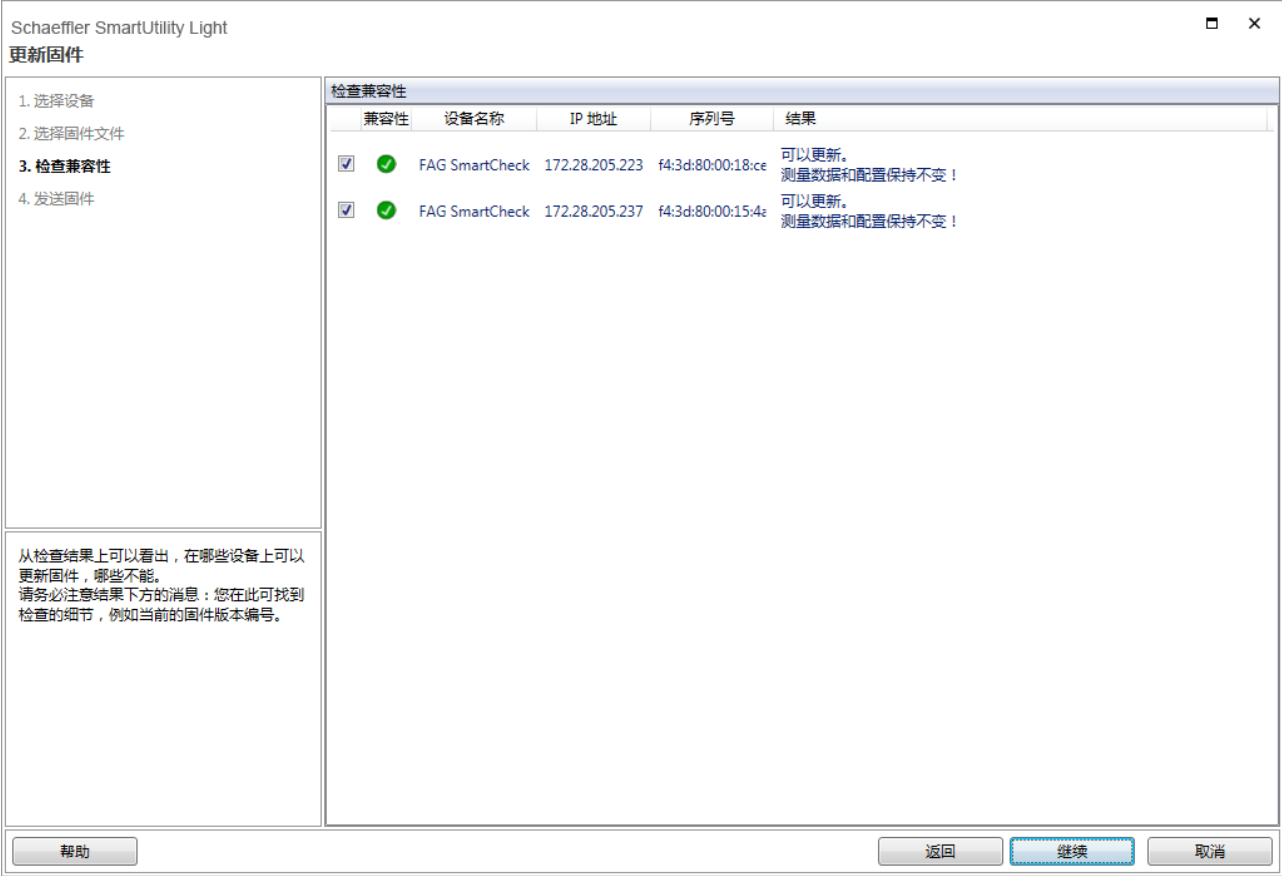 Schaeffler SmartUtility Light
更新固件
1. 选择设备
2. 选择固件文件
3. 检查兼容性
4. 发送固件
从检查结果上可以看出，在哪些设备上可以
更新固件，哪些不能。
请务必注意结果下方的消息：您在此可找到
检查的细节，例如当前的固件版本编号。
检查兼容性
兼容性 设备名称 IP 地址 序列号 结果
FAG SmartCheck 172.28.205.223 f4:3d:80:00:18:ce 可以更新。
测量数据和配置保持不变！
FAG SmartCheck 172.28.205.237 f4:3d:80:00:15:4a 可以更新。
测量数据和配置保持不变！
帮助 返回 继续 取消